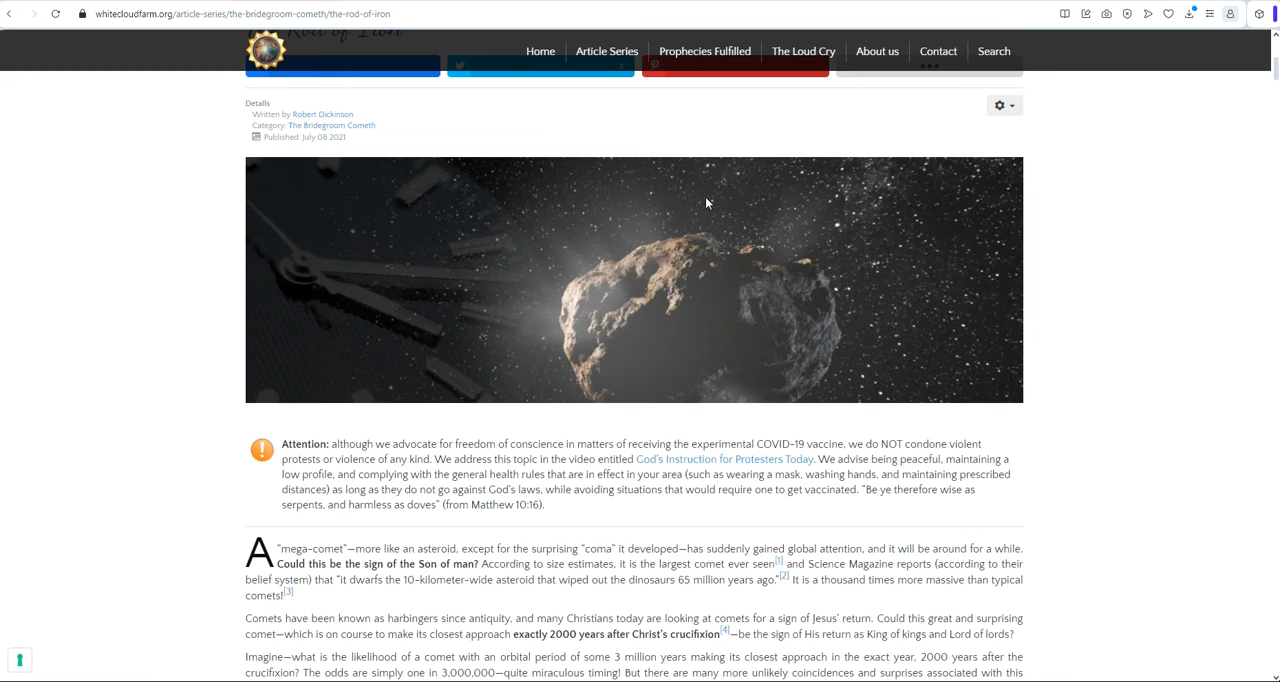 whitecloudfarm.org/article-series/the-bridegroom-cometh/the-rod-of-iron
Home Article Series Prophecies Fulfilled The Loud Cry About us Contact Search
Details
Written by Robert Dickinson
Category: The Bridegroom Cometh
Published: July 08 2021
Attention: although we advocate for freedom of conscience in matters of receiving the experimental COVID-19 vaccine, we do NOT condone violent
protests or violence of any kind. We address this topic in the video entitled God's Instruction for Protesters Today. We advise being peaceful, maintaining a
low profile, and complying with the general health rules that are in effect in your area (such as wearing a mask, washing hands, and maintaining prescribed
distances) as long as they do not go against God's laws, while avoiding situations that would require one to get vaccinated. "Be ye therefore wise as
serpents, and harmless as doves" (from Matthew 10:16).
A "mega-comet"—more like an asteroid, except for the surprising "coma" it developed—has suddenly gained global attention, and it will be around for a while.
Could this be the sign of the Son of man? According to size estimates, it is the largest comet ever seen[1] and Science Magazine reports (according to their
belief system) that "it dwarfs the 10-kilometer-wide asteroid that wiped out the dinosaurs 65 million years ago."[2] It is a thousand times more massive than typical
comets![3]
Comets have been known as harbingers since antiquity, and many Christians today are looking at comets for a sign of Jesus' return. Could this great and surprising
comet—which is on course to make its closest approach exactly 2000 years after Christ's crucifixion[4]—be the sign of His return as King of kings and Lord of lords?
Imagine—what is the likelihood of a comet with an orbital period of some 3 million years making its closest approach in the exact year, 2000 years after the
crucifixion? The odds are simply one in 3,000,000—quite miraculous timing! But there are many more unlikely coincidences and surprises associated with this